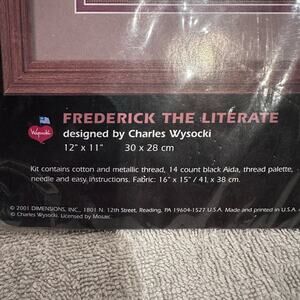 FREDERICK THE LITERATE
Wysocki
designed by Charles Wysocki
12" x 11" 30 x 28 cm
Kit contains cotton and metallic thread, 14 count black Aida, thread palette,
needle and easy instructions. Fabric: 16" x 15" / 41 x 38 cm.
© 2001 DIMENSIONS, INC., 1801 N. 12th Street, Reading, PA 19604-1527 U.S.A. Made and printed in U.S.A.
© Charles Wysocki. Licensed by Mosaic.